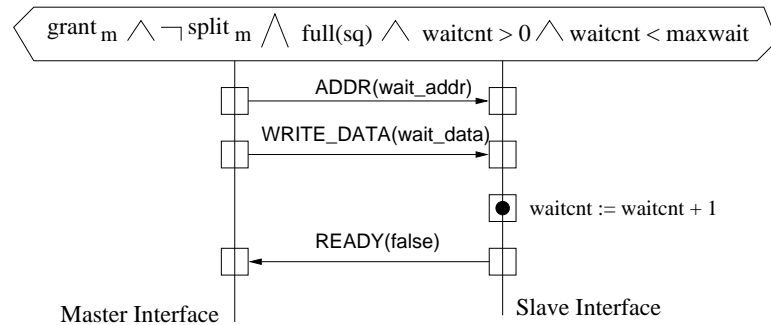 grant m ∧ ¬ split m ∧ full(sq) ∧ waitcnt > 0 ∧ waitcnt < maxwait
ADDR(wait_addr)
WRITE_DATA(wait_data)
waitcnt := waitcnt + 1
READY(false)
Master Interface
Slave Interface